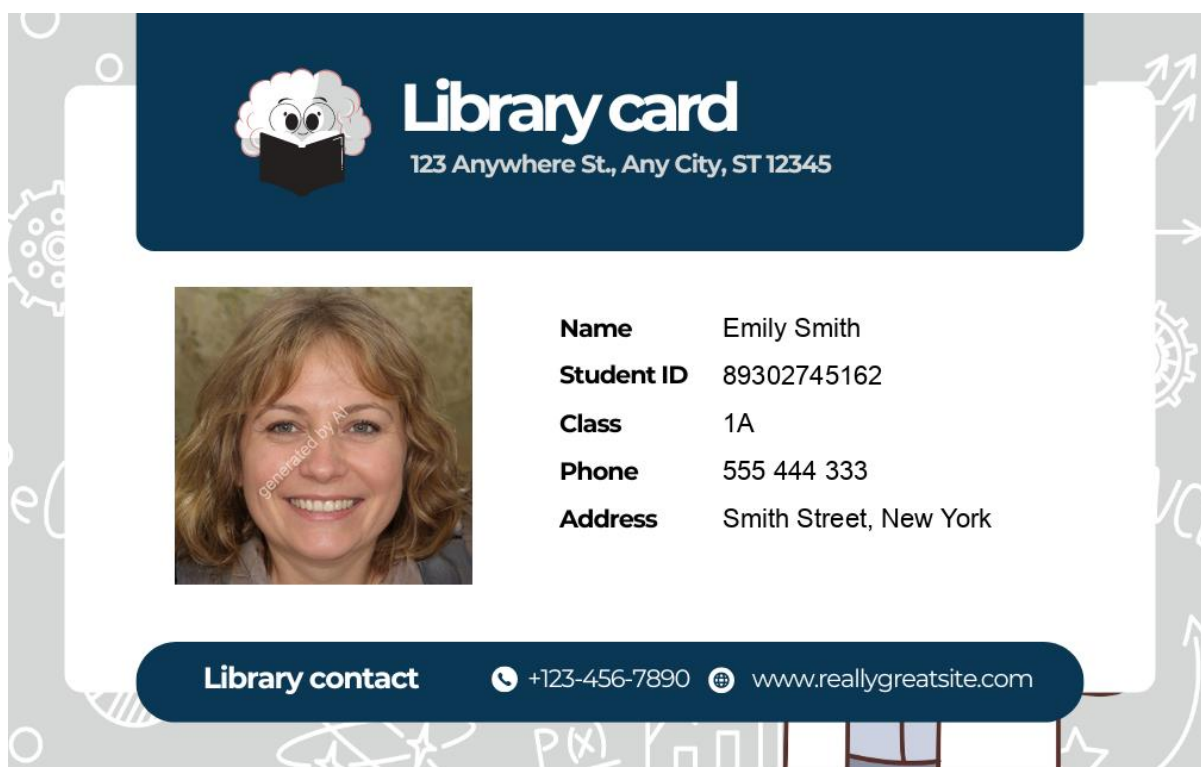 Library card
123 Anywhere St., Any City, ST 12345
Name Emily Smith
Student ID 89302745162
Class 1A
Phone 555 444 333
Address Smith Street, New York
generated by AI
Library contact +123-456-7890 www.reallygreatsite.com
P(x)